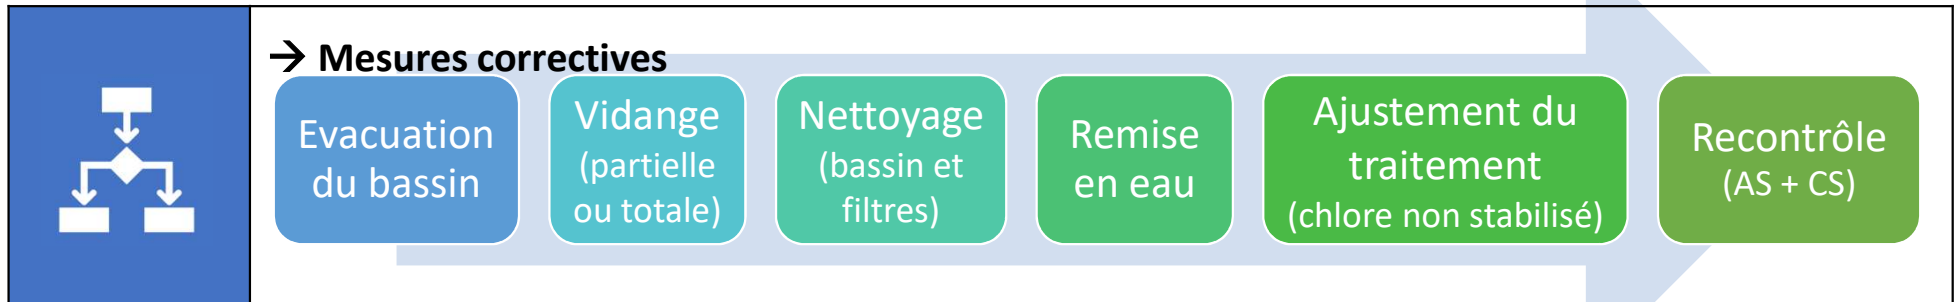 → Mesures correctives
Evacuation
du bassin
Vidange
(partielle
ou totale)
Nettoyage
(bassin et
filtres)
Remise
en eau
Ajustement du
traitement
(chlore non stabilisé)
Recontrôle
(AS + CS)